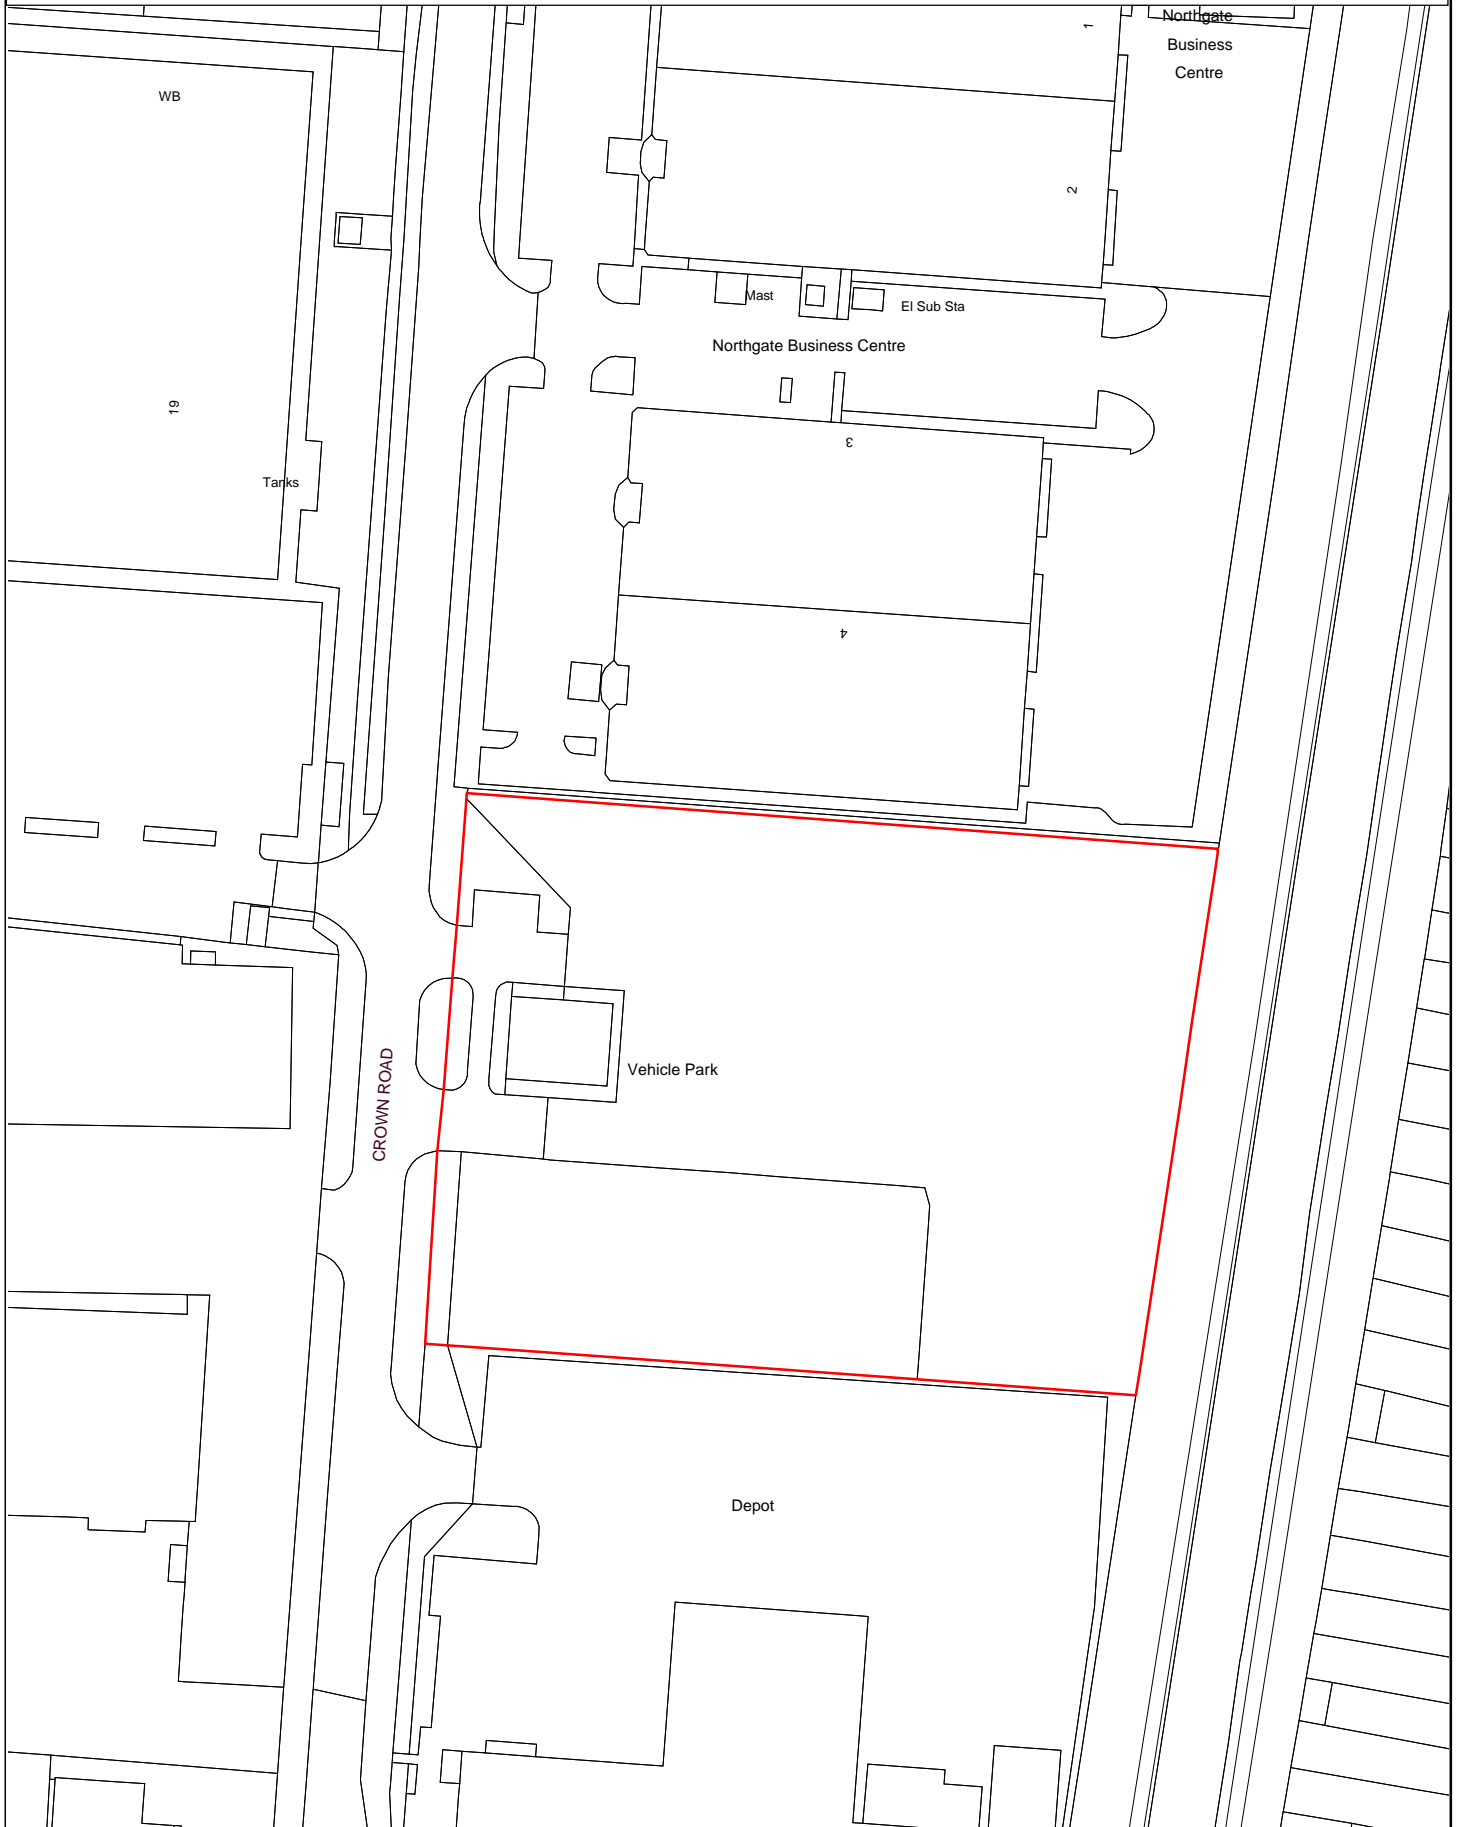 Northgate
Business
Centre
1
WB
2
Mast
El Sub Sta
Northgate Business Centre
19
3
Tanks
4
CROWN ROAD
Vehicle Park
Depot